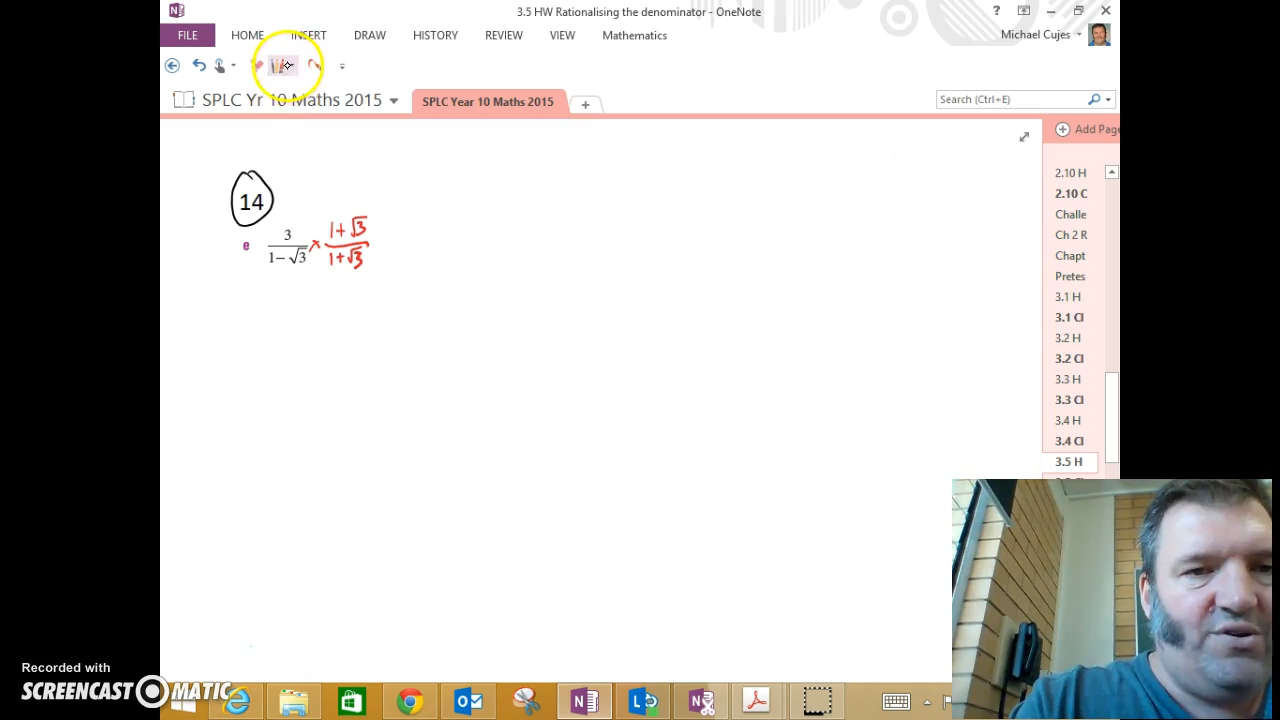 3.5 HW Rationalising the denominator - OneNote
FILE HOME INSERT DRAW HISTORY REVIEW VIEW Mathematics
Michael Cujes
SPLC Yr 10 Maths 2015
SPLC Year 10 Maths 2015
Search (Ctrl+E)
Add Page
14
e 3/(1-√3) × (1+√3)/(1+√3)
2.10 H
2.10 C
Challe
Ch 2 R
Chapt
Pretes
3.1 H
3.1 Cl
3.2 H
3.2 Cl
3.3 H
3.3 Cl
3.4 H
3.4 Cl
3.5 H
Recorded with
SCREENCAST MATIC